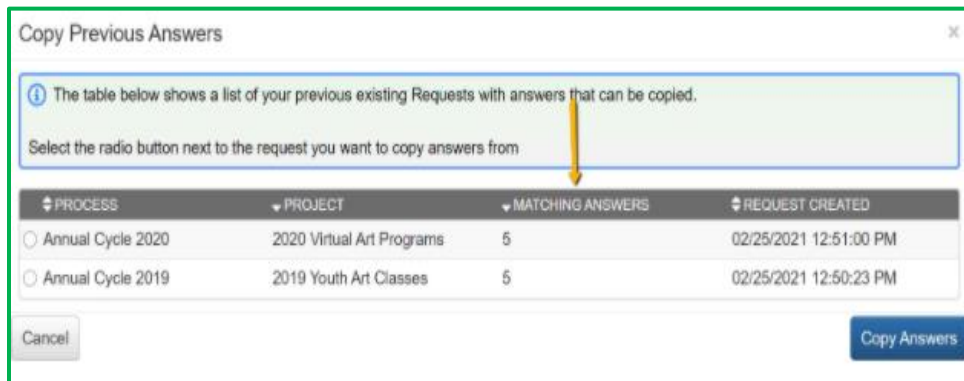 Copy Previous Answers x
The table below shows a list of your previous existing Requests with answers that can be copied.
Select the radio button next to the request you want to copy answers from
PROCESS PROJECT MATCHING ANSWERS REQUEST CREATED
Annual Cycle 2020 2020 Virtual Art Programs 5 02/25/2021 12:51:00 PM
Annual Cycle 2019 2019 Youth Art Classes 5 02/25/2021 12:50:23 PM
Cancel Copy Answers